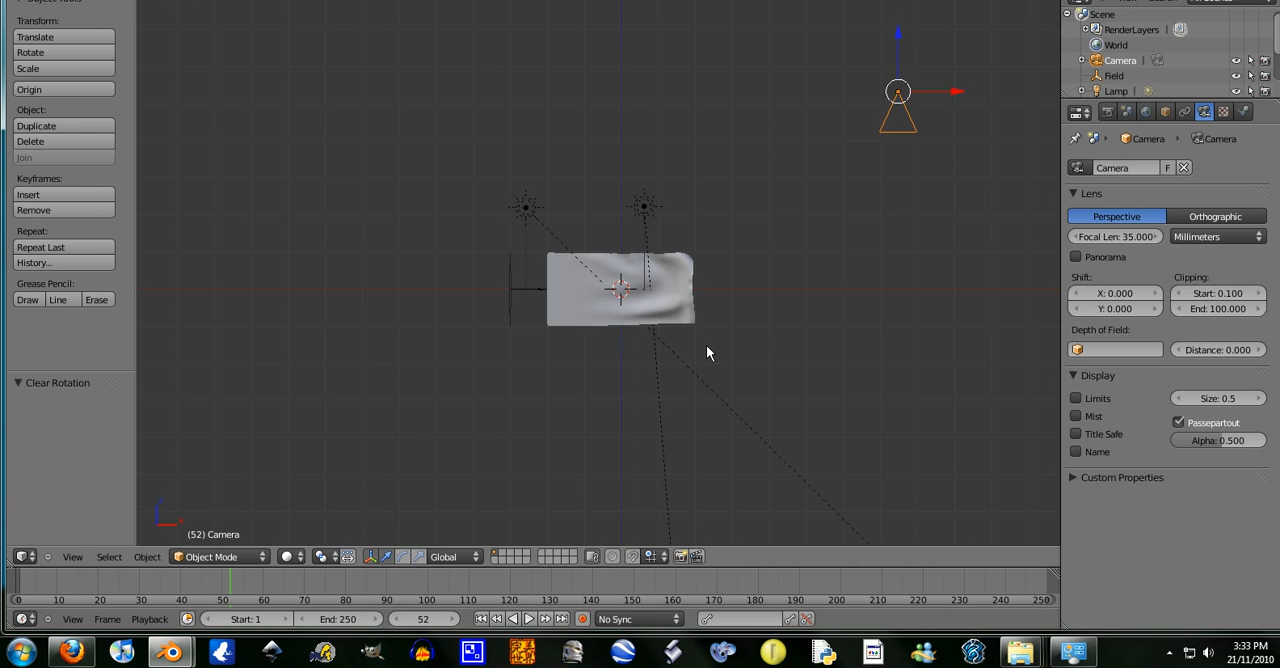 Object Tools
Transform:
Translate
Rotate
Scale
Origin
Object:
Duplicate
Delete
Join
Keyframes:
Insert
Remove
Repeat:
Repeat Last
History...
Grease Pencil:
Draw Line Erase
Clear Rotation
(52) Camera
View Select Object Object Mode Global
0 10 20 30 40 50 60 70 80 90 100 110 120 130 140 150 160 170 180 190 200 210 220 230 240 250
View Frame Playback Start: 1 End: 250 52 No Sync
Scene
RenderLayers
World
Camera
Field
Lamp
Camera Camera
Camera F
Lens
Perspective Orthographic
Focal Len: 35.000 Millimeters
Panorama
Shift: Clipping:
X: 0.000 Start: 0.100
Y: 0.000 End: 100.000
Depth of Field:
Distance: 0.000
Display
Limits Size: 0.5
Mist Passepartout
Title Safe Alpha: 0.500
Name
Custom Properties
3:33 PM
21/11/2010